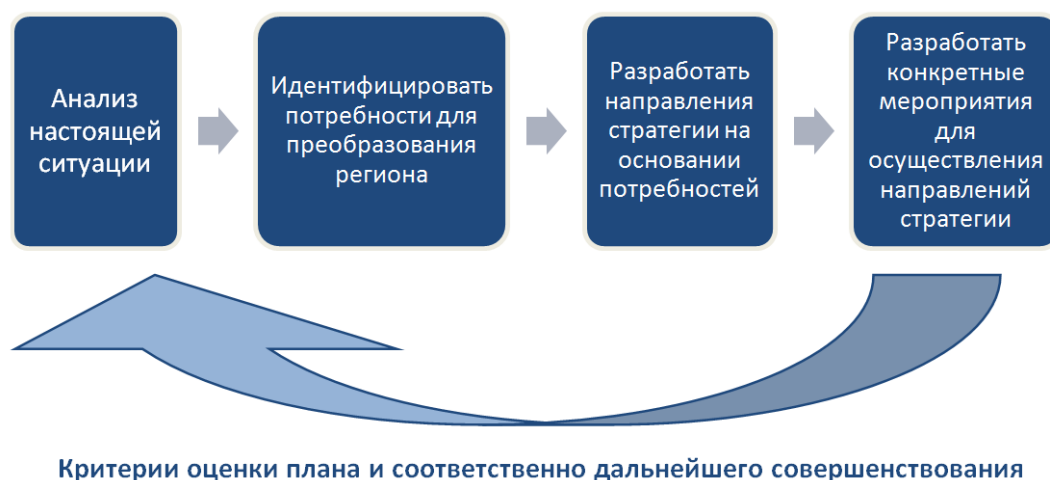 Анализ
настоящей
ситуации
Идентифицировать
потребности для
преобразования
региона
Разработать
направления
стратегии на
основании
потребностей
Разработать
конкретные
мероприятия
для
осуществления
направлений
стратегии
Критерии оценки плана и соответственно дальнейшего совершенствования